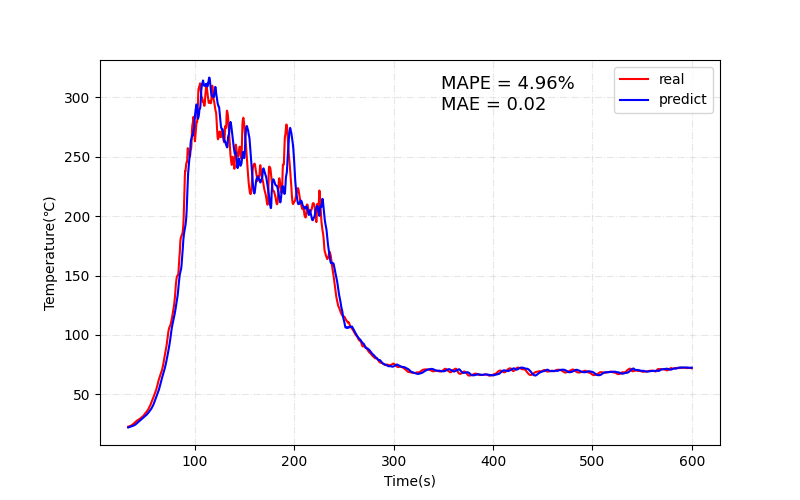 MAPE = 4.96%
MAE = 0.02
real
predict
Temperature(℃)
300
250
200
150
100
50
100 200 300 400 500 600
Time(s)